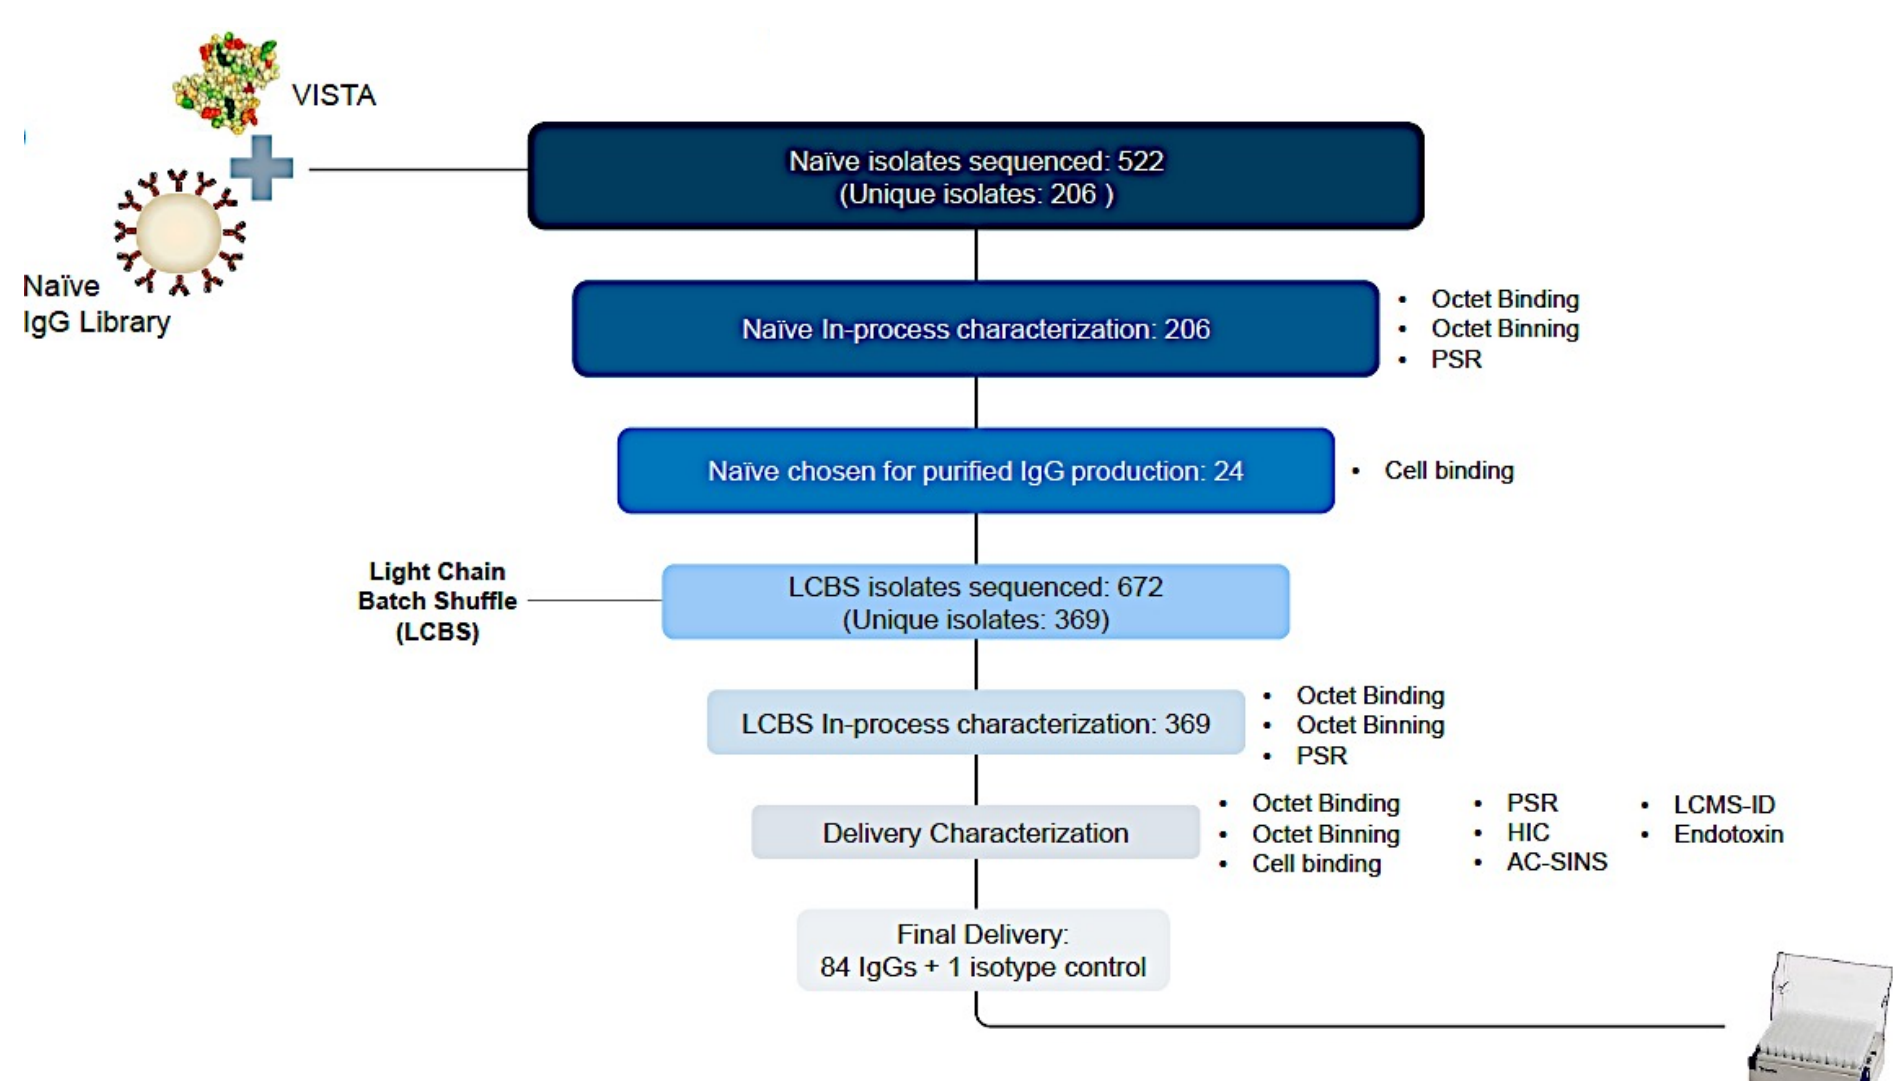 VISTA
Naïve
IgG Library
Naïve isolates sequenced: 522
(Unique isolates: 206 )
Naïve In-process characterization: 206
• Octet Binding
• Octet Binning
• PSR
Naïve chosen for purified IgG production: 24
• Cell binding
Light Chain
Batch Shuffle
(LCBS)
LCBS isolates sequenced: 672
(Unique isolates: 369)
LCBS In-process characterization: 369
• Octet Binding
• Octet Binning
• PSR
Delivery Characterization
• Octet Binding
• Octet Binning
• Cell binding
• PSR
• HIC
• AC-SINS
• LCMS-ID
• Endotoxin
Final Delivery:
84 IgGs + 1 isotype control